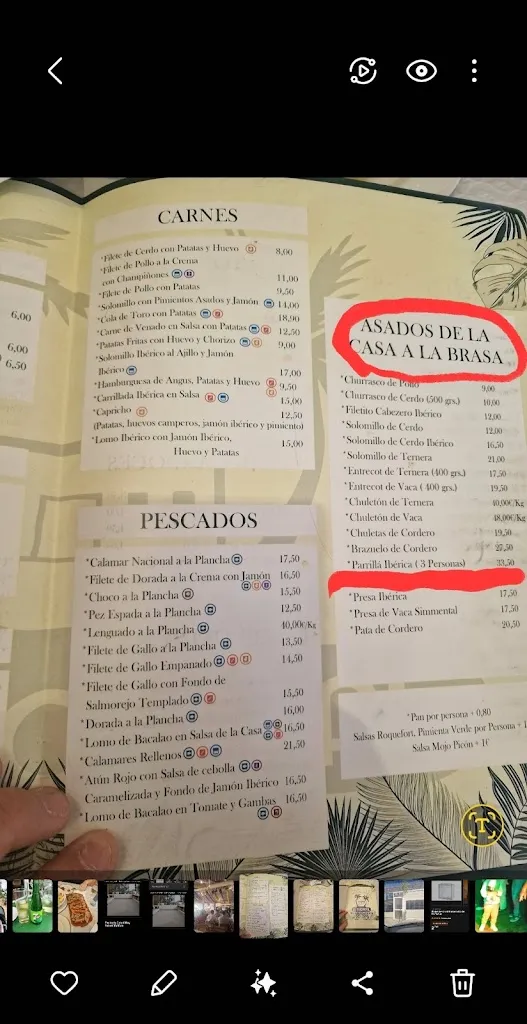 6,00
6,00
6,50
CARNES
*Filete de Cerdo con Patatas y Huevo 8,00
*Filete de Pollo a la Crema
con Champiñones 11,00
*Filete de Pollo con Patatas 9,50
*Solomillo con Pimientos Asados y Jamón 14,00
*Cola de Toro con Patatas 18,90
*Carne de Venado en Salsa con Patatas 12,50
*Patatas Fritas con Huevo y Chorizo 9,00
*Solomillo Ibérico al Ajillo y Jamón
Ibérico 17,00
*Hamburguesa de Angus, Patatas y Huevo 9,50
*Carrillada Ibérica en Salsa 15,00
*Capricho 12,50
(Patatas, huevos camperos, jamón ibérico y pimiento)
*Lomo Ibérico con Jamón Ibérico, 15,00
Huevo y Patatas
PESCADOS
*Calamar Nacional a la Plancha 17,50
*Filete de Dorada a la Crema con Jamón 16,50
*Choco a la Plancha 15,50
*Pez Espada a la Plancha 12,50
*Lenguado a la Plancha 40,00€/Kg
*Filete de Gallo a la Plancha 13,50
*Filete de Gallo Empanado 14,50
*Filete de Gallo con Fondo de
Salmorejo Templado 15,50
*Dorada a la Plancha 16,00
*Lomo de Bacalao en Salsa de la Casa 16,50
*Calamares Rellenos 21,50
*Atún Rojo con Salsa de cebolla
Caramelizada y Fondo de Jamón Ibérico 16,50
*Lomo de Bacalao en Tomate y Gambas 16,50
ASADOS DE LA
CASA A LA BRASA
*Churrasco de Pollo 9,00
*Churrasco de Cerdo (500 grs.) 10,00
*Filetito Cabezero Ibérico 12,00
*Solomillo de Cerdo 12,00
*Solomillo de Cerdo Ibérico 16,50
*Solomillo de Ternera 21,00
*Entrecot de Ternera (400 grs.) 17,50
*Entrecot de Vaca ( 400 grs.) 19,50
*Chuletón de Ternera 40,00€/Kg
*Chuletón de Vaca 48,00€/Kg
*Chuletas de Cordero 19,50
*Braznelo de Cordero 27,50
*Parrilla Ibérica ( 3 Personas) 33,50
*Presa Ibérica 17,50
*Presa de Vaca Simmental 17,50
*Pata de Cordero 20,50
*Pan por persona + 0,80
Salsas Roquefort, Pimienta Verde por Persona + 1
Salsa Mojo Picón + 1€
T